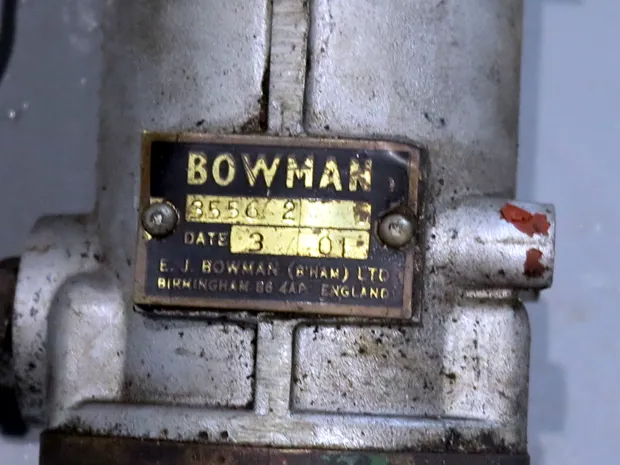 BOWMAN
3556 2
DATE 3 01
E. J. BOWMAN (B'HAM) LTD
BIRMINGHAM B6 4AP ENGLAND